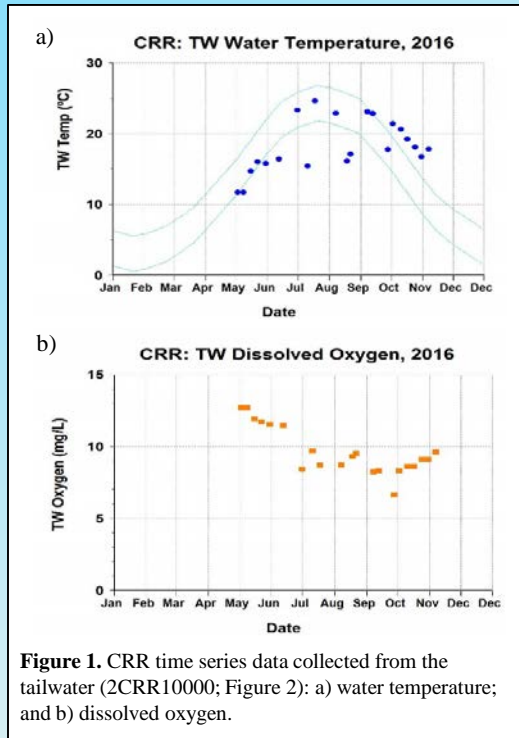 a)
CRR: TW Water Temperature, 2016
30
20
10
0
TW Temp (ºC)
Jan Feb Mar Apr May Jun Jul Aug Sep Oct Nov Dec Dec
Date
b)
CRR: TW Dissolved Oxygen, 2016
15
10
5
0
TW Oxygen (mg/L)
Jan Feb Mar Apr May Jun Jul Aug Sep Oct Nov Dec Dec
Date
Figure 1. CRR time series data collected from the
tailwater (2CRR10000; Figure 2): a) water temperature;
and b) dissolved oxygen.